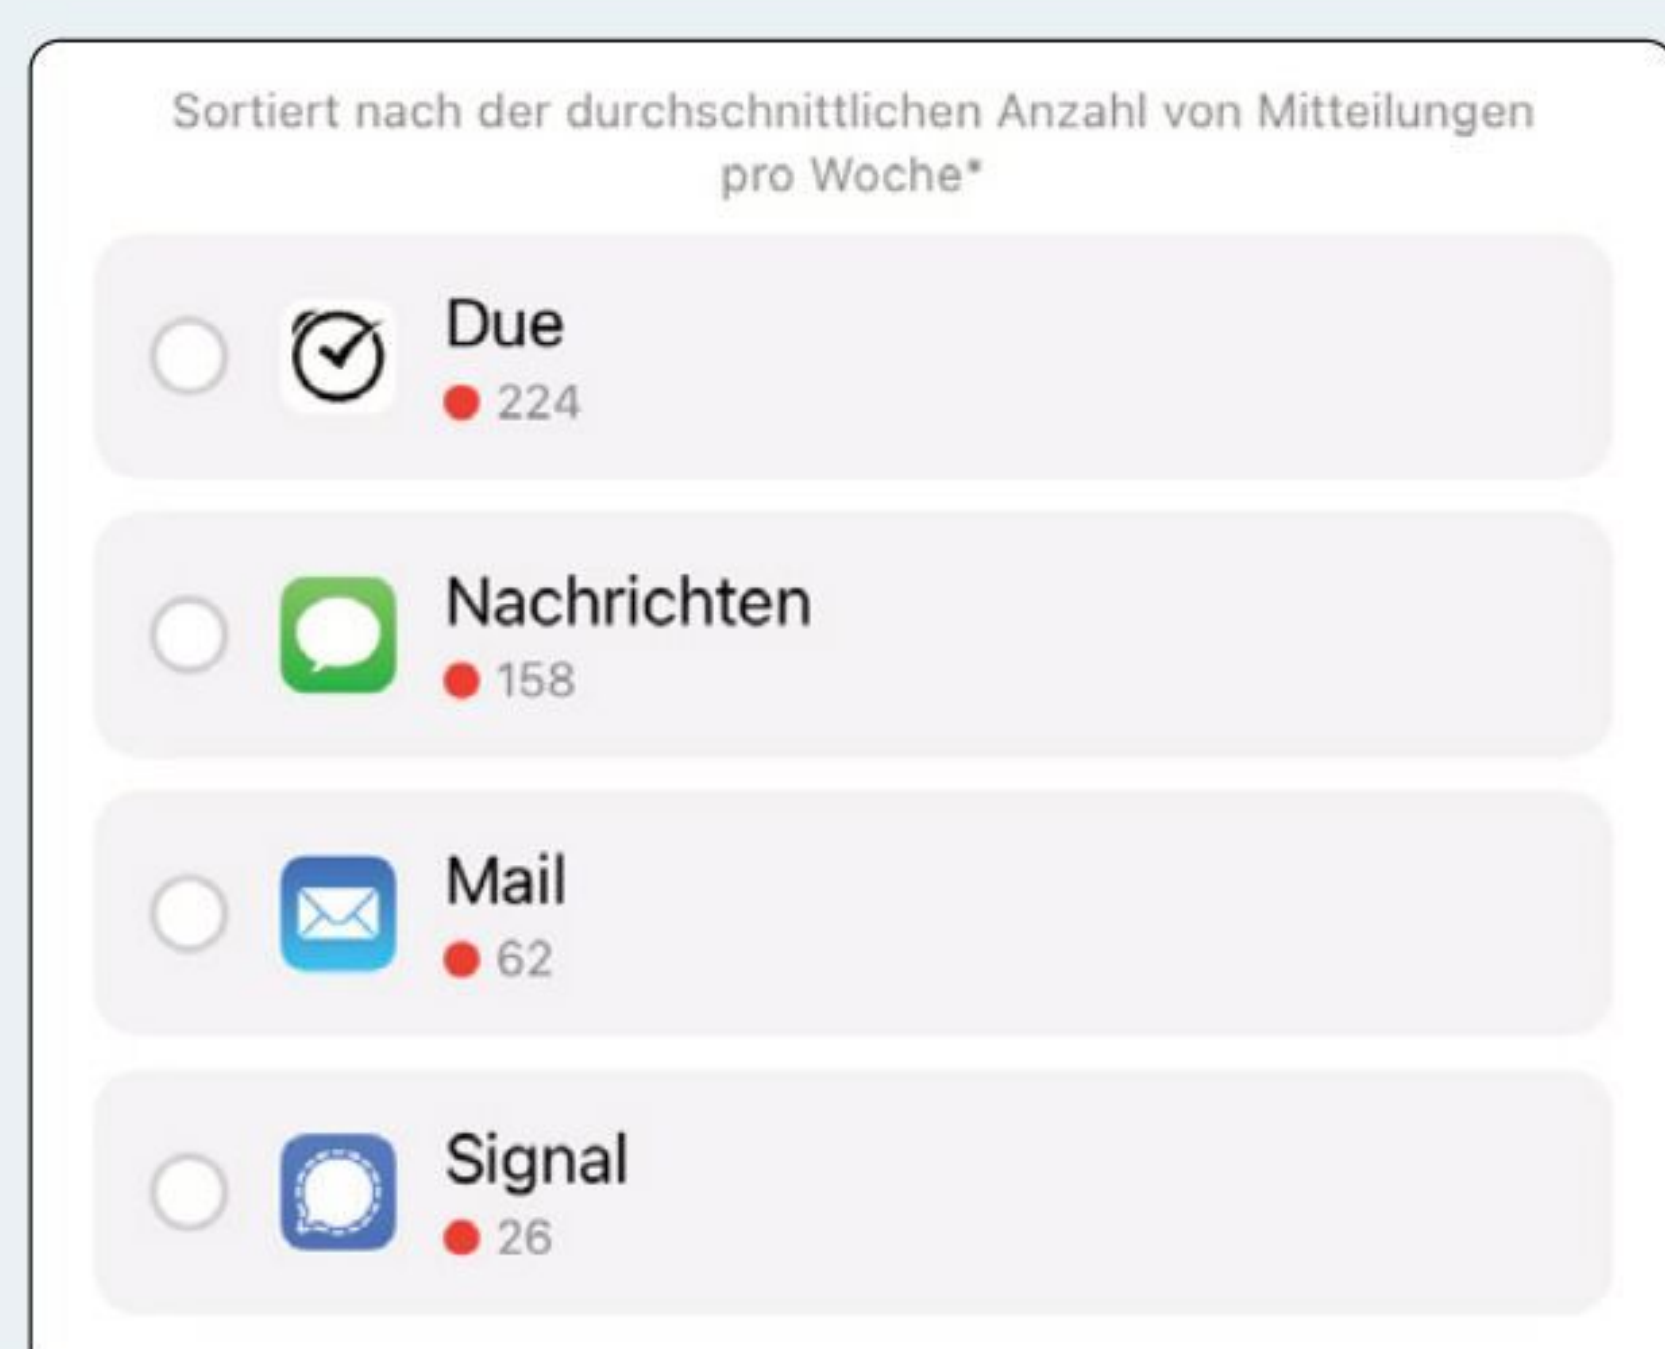 Sortiert nach der durchschnittlichen Anzahl von Mitteilungen
pro Woche*
Due
224
Nachrichten
158
Mail
62
Signal
26